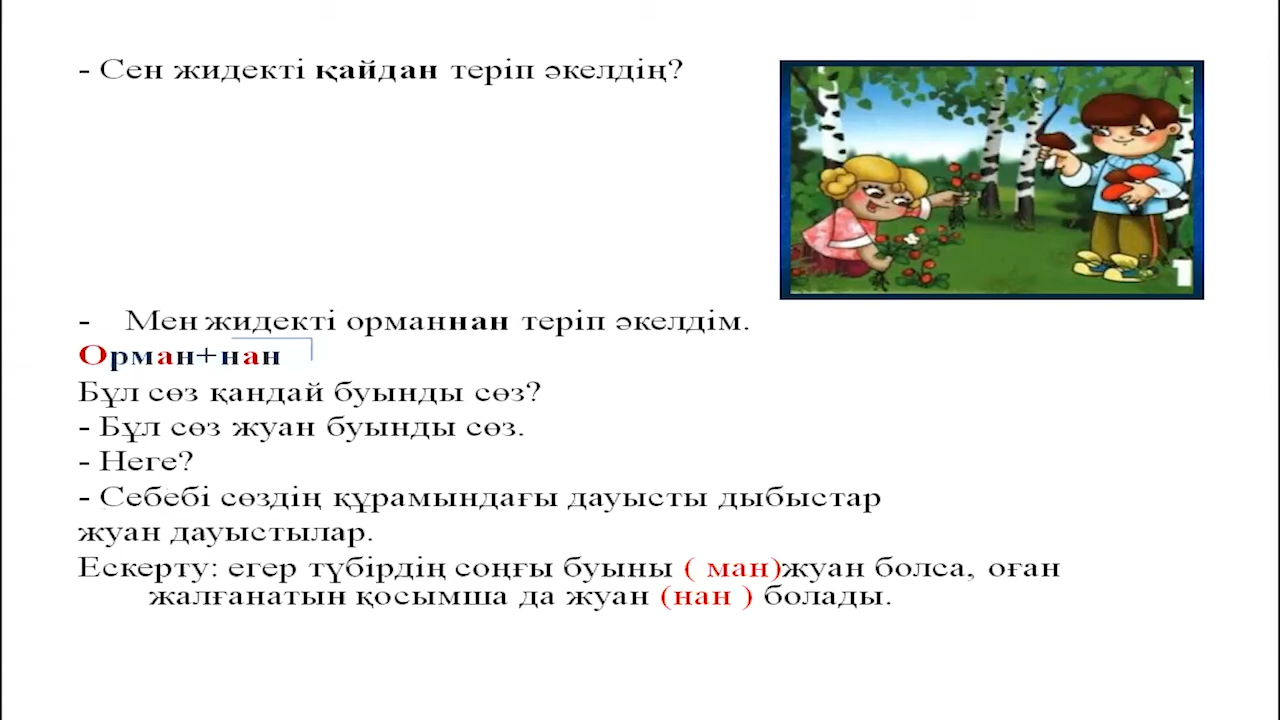 - Сен жидекті қайдан теріп әкелдің?
1
- Мен жидекті орманнан теріп әкелдім.
Орман+нан
Бұл сөз қандай буынды сөз?
- Бұл сөз жуан буынды сөз.
- Неге?
- Себебі сөздің құрамындағы дауысты дыбыстар
жуан дауыстылар.
Ескерту: егер түбірдің соңғы буыны ( ман)жуан болса, оған
жалғанатын қосымша да жуан (нан ) болады.